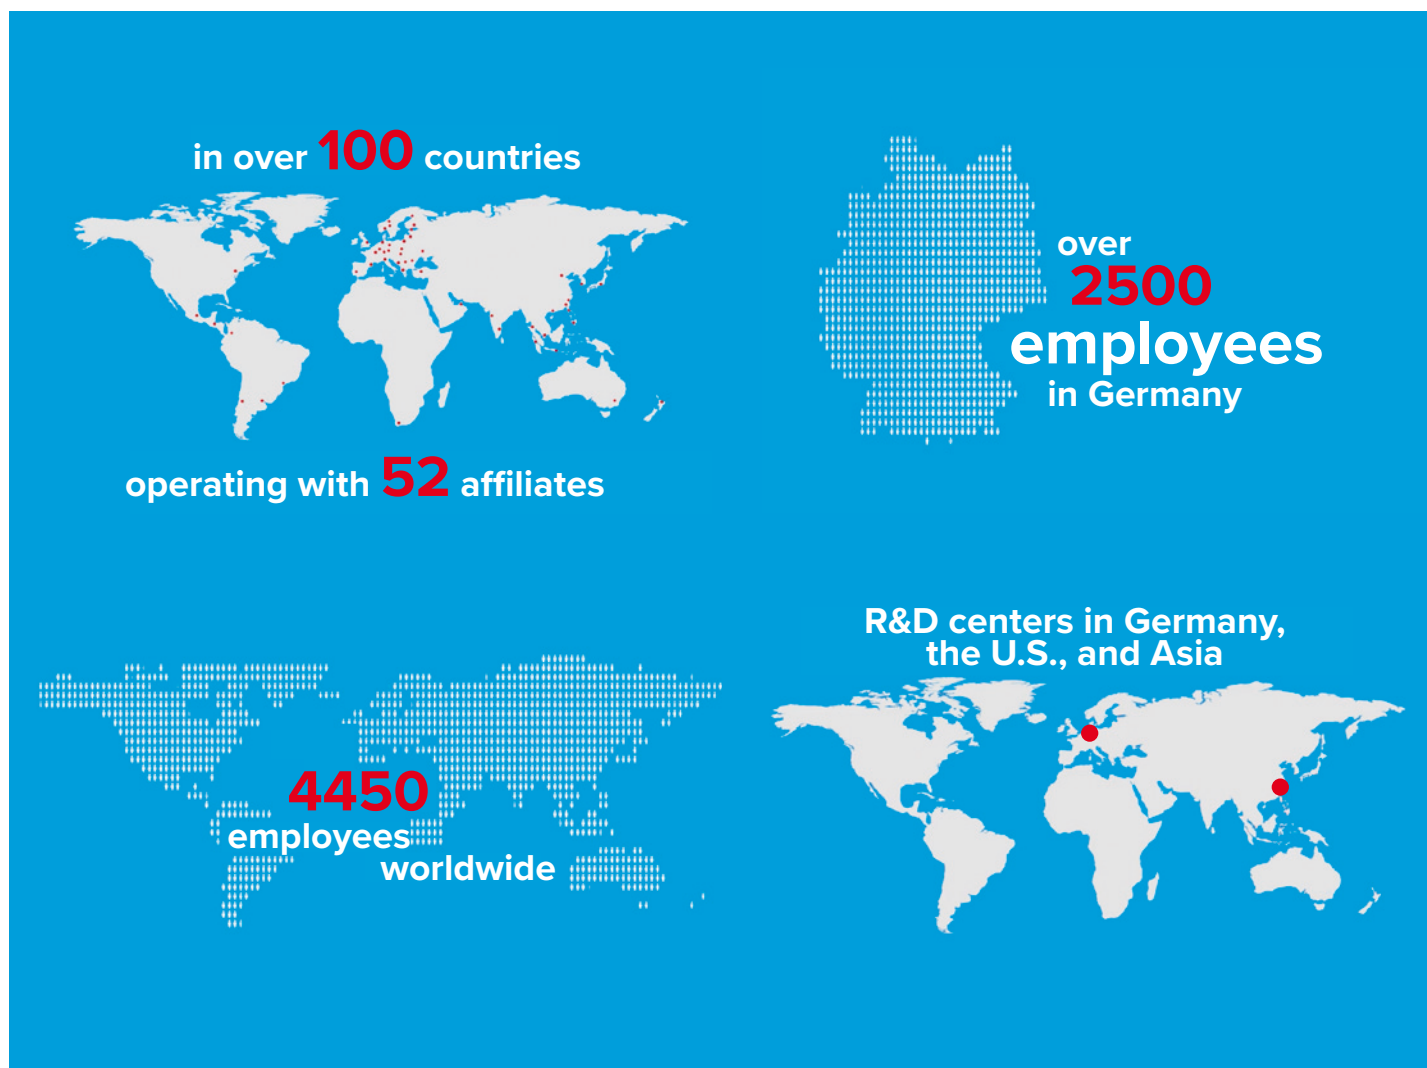 in over 100 countries
operating with 52 affiliates
over
2500
employees
in Germany
4450
employees
worldwide
R&D centers in Germany,
the U.S., and Asia